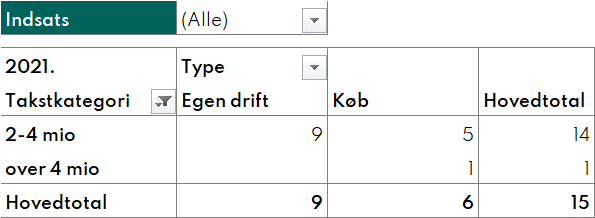 Indsats (Alle)
2021. Type
Takstkategori Egen drift Køb Hovedtotal
2-4 mio 9 5 14
over 4 mio 1 1
Hovedtotal 9 6 15